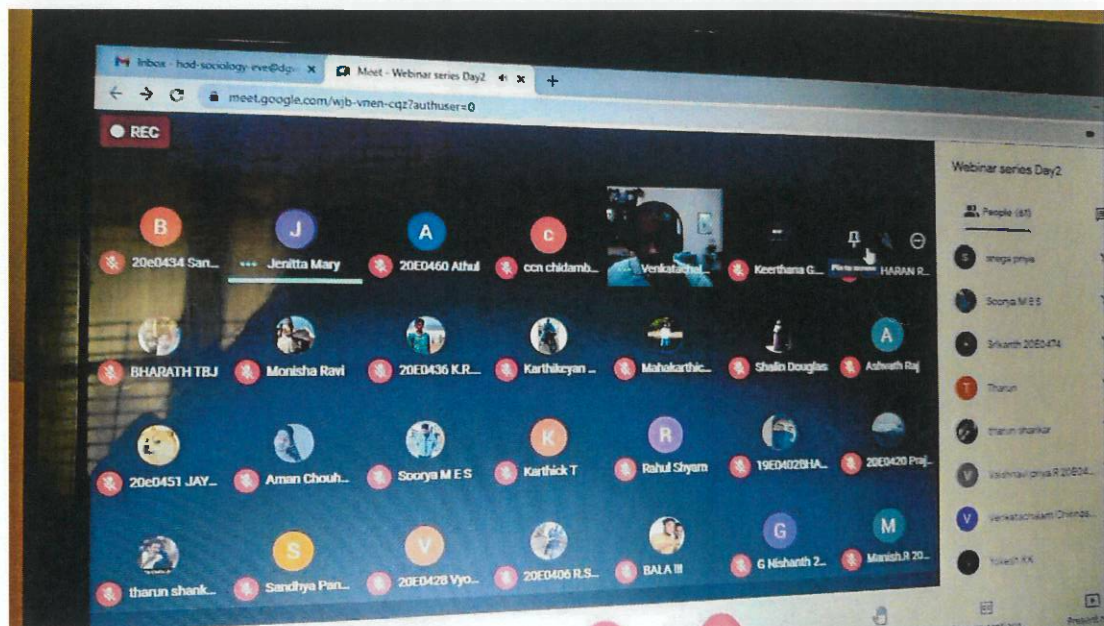 Inbox - hod-sociology-eve@dg
Meet - Webinar series Day2
meet.google.com/wjb-vnen-cqz?authuser=0
REC
B
J
A
c
20e0434 San...
Jenitta Mary
20E0460 Athul
ccn chidamb...
Venkatachal...
Keerthana G...
HARAN R...
A
BHARATH TBJ
Monisha Ravi
20E0436 K.R...
Karthikeyan ...
Mahakarthic...
Shalin Douglas
Ashwath Raj
K
R
20e0451 JAY...
Aman Chouh...
Soorya M E S
Karthick T
Rahul Shyam
19E0402BHA...
20E0420 Praj...
S
V
G
M
tharun shank...
Sandhya Pan...
20E0428 Vyo...
20E0406 R.S...
BALA !!!
G Nishanth 2...
Manish.R 20...
Webinar series Day2
People (61)
S
Soorya M E S
Srikanth 20E0474
T
Tharun
tharun shankar
V
Vaishnavi priya R 20E04...
V
Yokesh KK